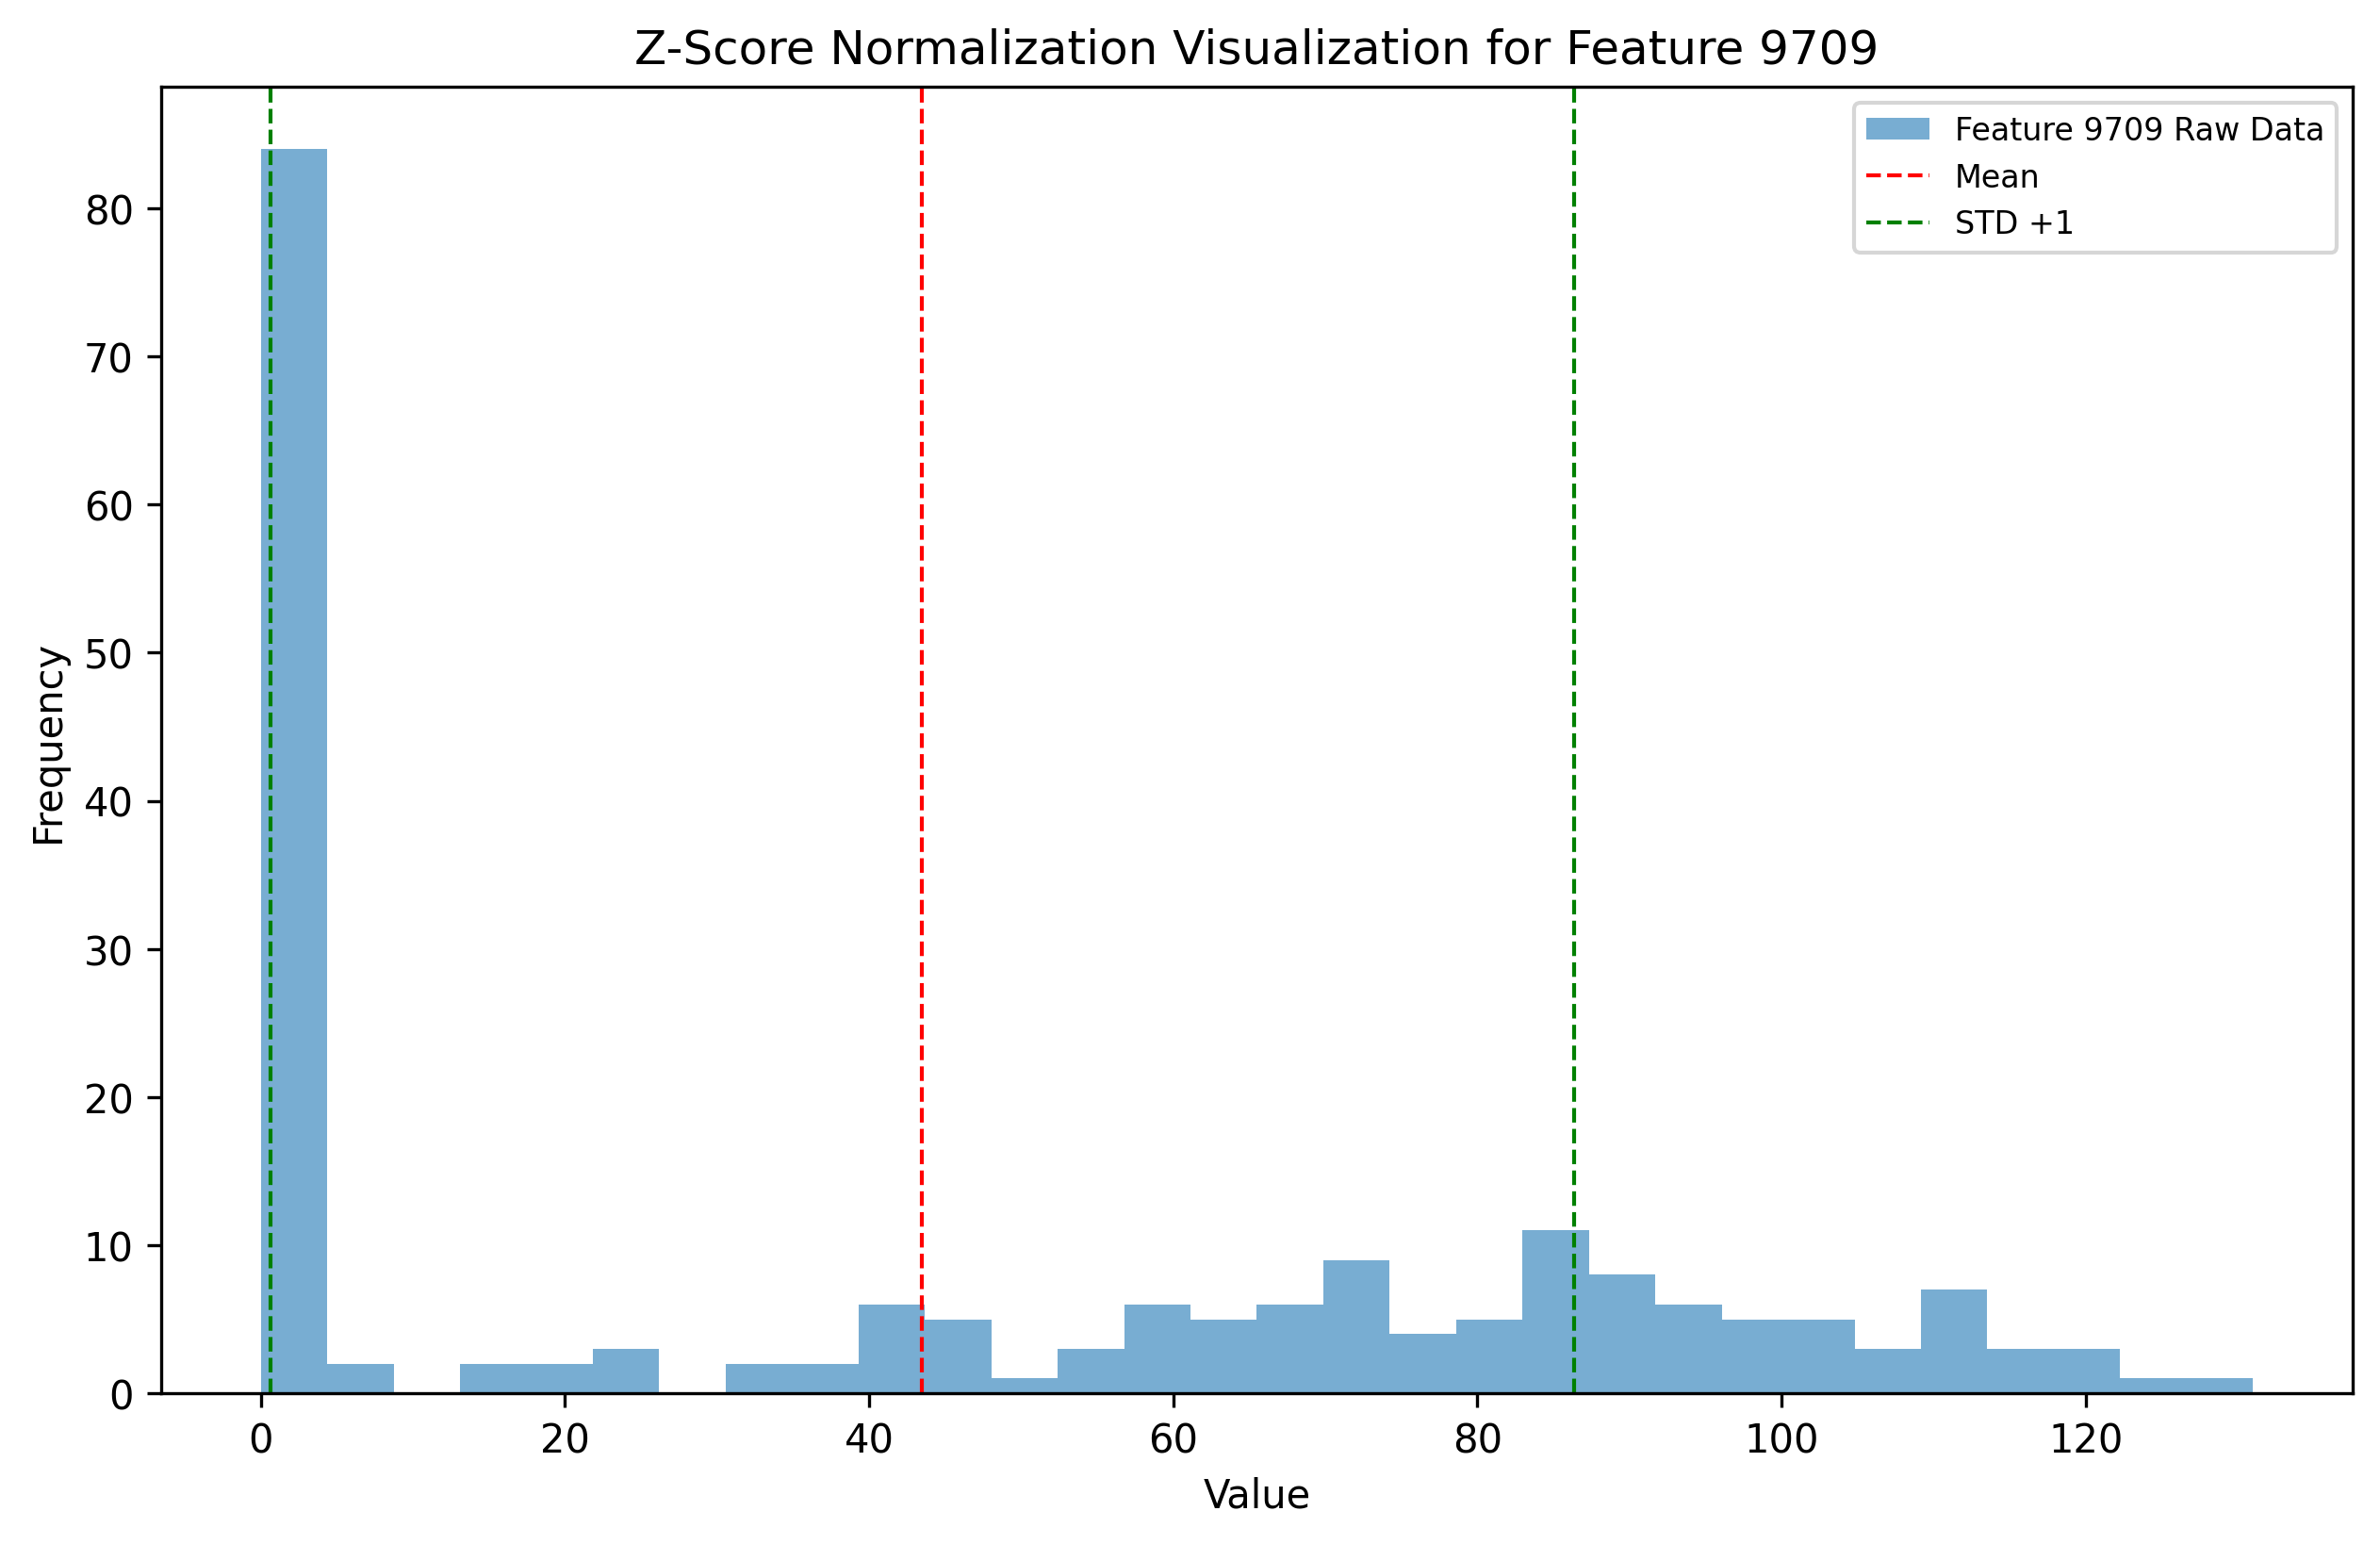 Z-Score Normalization Visualization for Feature 9709
Feature 9709 Raw Data
Mean
STD +1
80
70
60
50
40
30
20
10
0
Frequency
0 20 40 60 80 100 120
Value